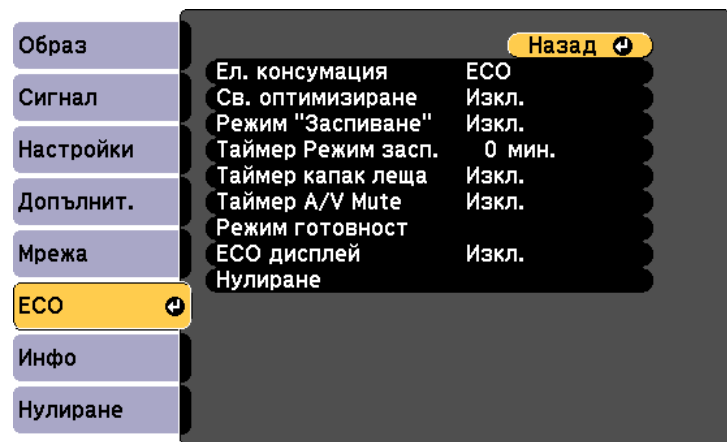 Образ
Сигнал
Настройки
Допълнит.
Мрежа
ECO
Инфо
Нулиране
Назад
Ел. консумация ECO
Св. оптимизиране Изкл.
Режим "Заспиване" Изкл.
Таймер Режим засп. 0 мин.
Таймер капак леща Изкл.
Таймер A/V Mute Изкл.
Режим готовност
ECO дисплей Изкл.
Нулиране